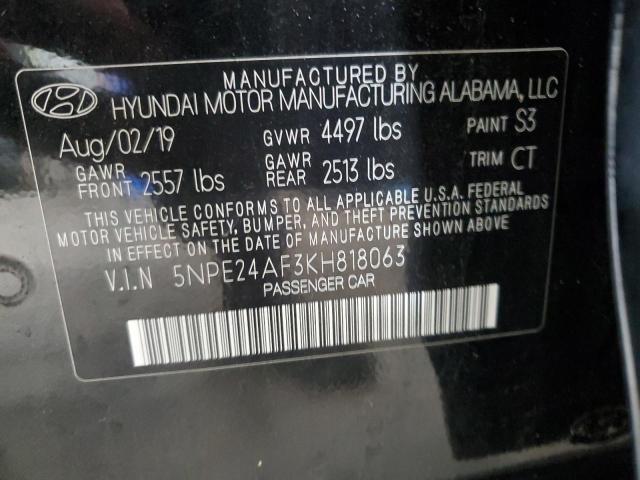 MANUFACTURED BY
HYUNDAI MOTOR MANUFACTURING ALABAMA, LLC
Aug/02/19 GVWR 4497 lbs PAINT S3
GAWR FRONT 2557 lbs GAWR REAR 2513 lbs TRIM CT
THIS VEHICLE CONFORMS TO ALL APPLICABLE U.S.A. FEDERAL
MOTOR VEHICLE SAFETY, BUMPER, AND THEFT PREVENTION STANDARDS
IN EFFECT ON THE DATE OF MANUFACTURE SHOWN ABOVE.
V.I.N 5NPE24AF3KH818063
PASSENGER CAR